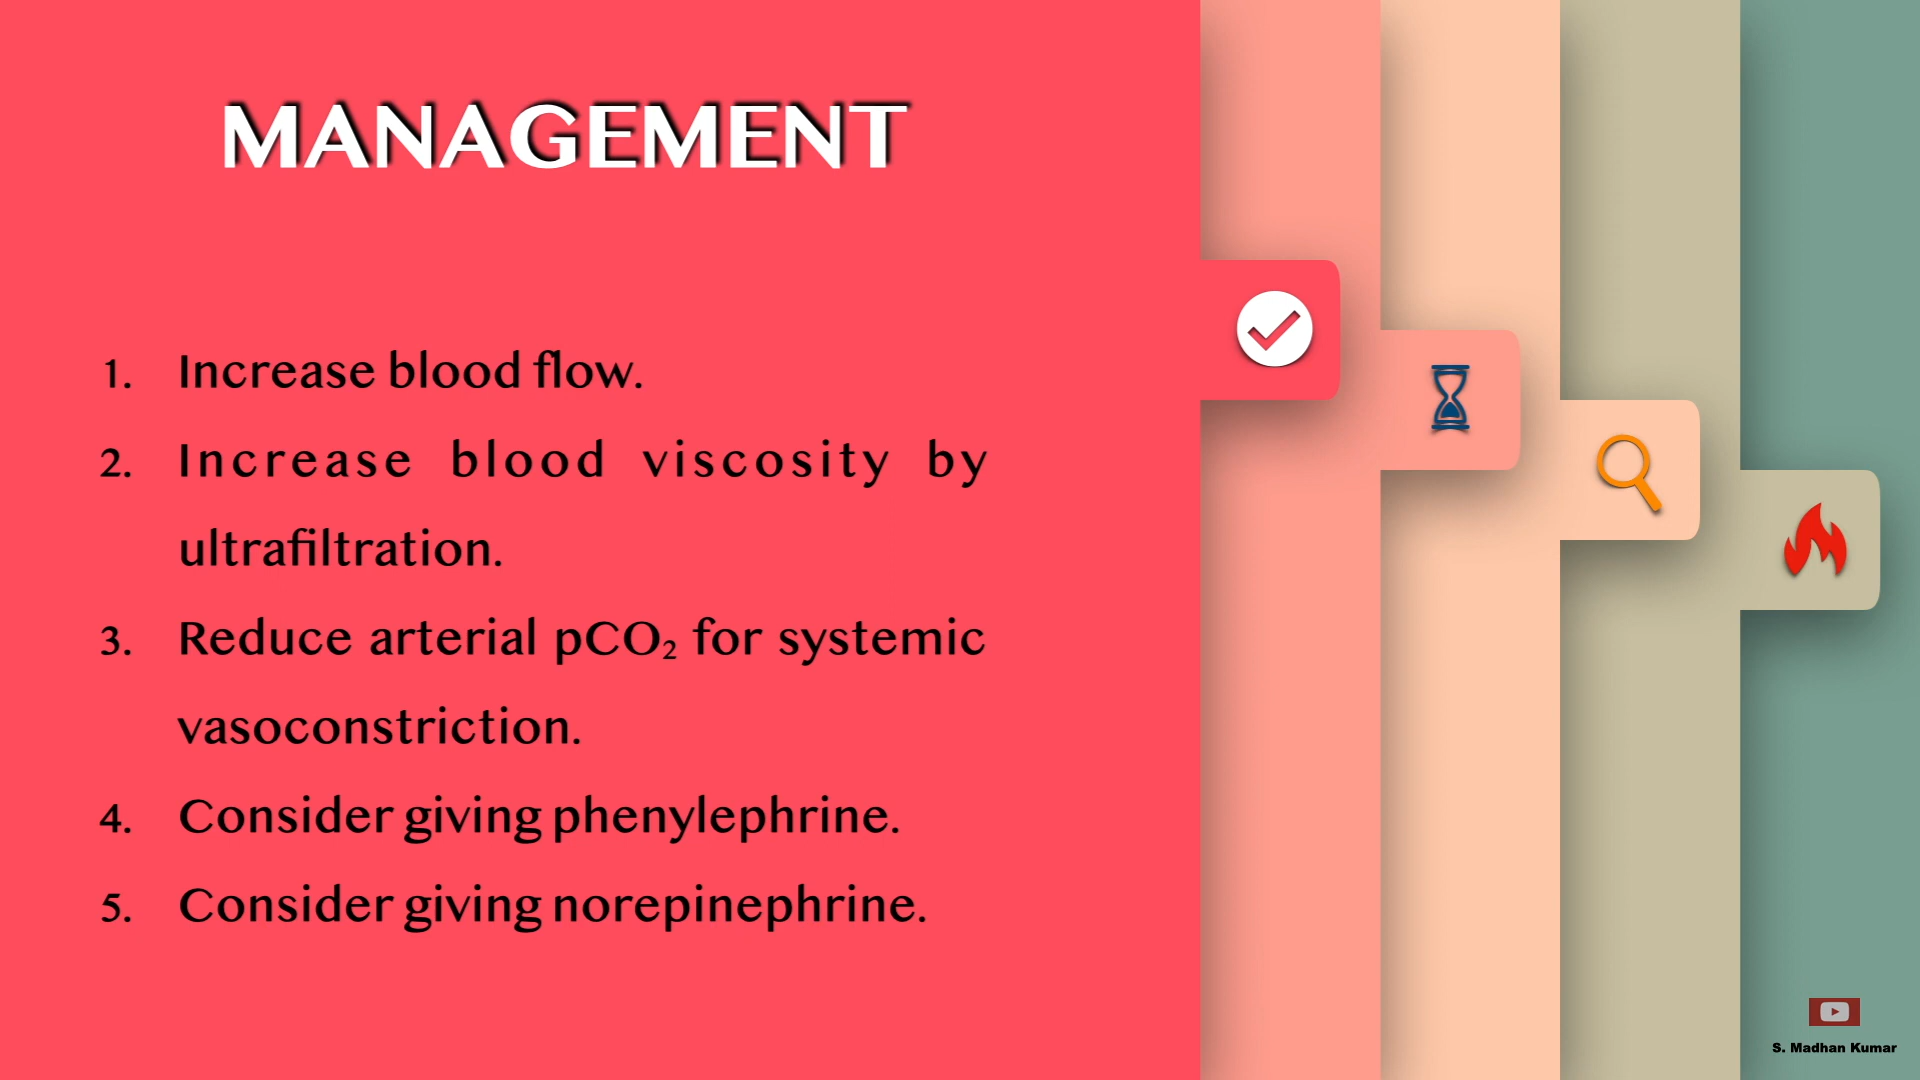 MANAGEMENT
1. Increase blood flow.
2. Increase blood viscosity by
ultrafiltration.
3. Reduce arterial pCO₂ for systemic
vasoconstriction.
4. Consider giving phenylephrine.
5. Consider giving norepinephrine.
S. Madhan Kumar